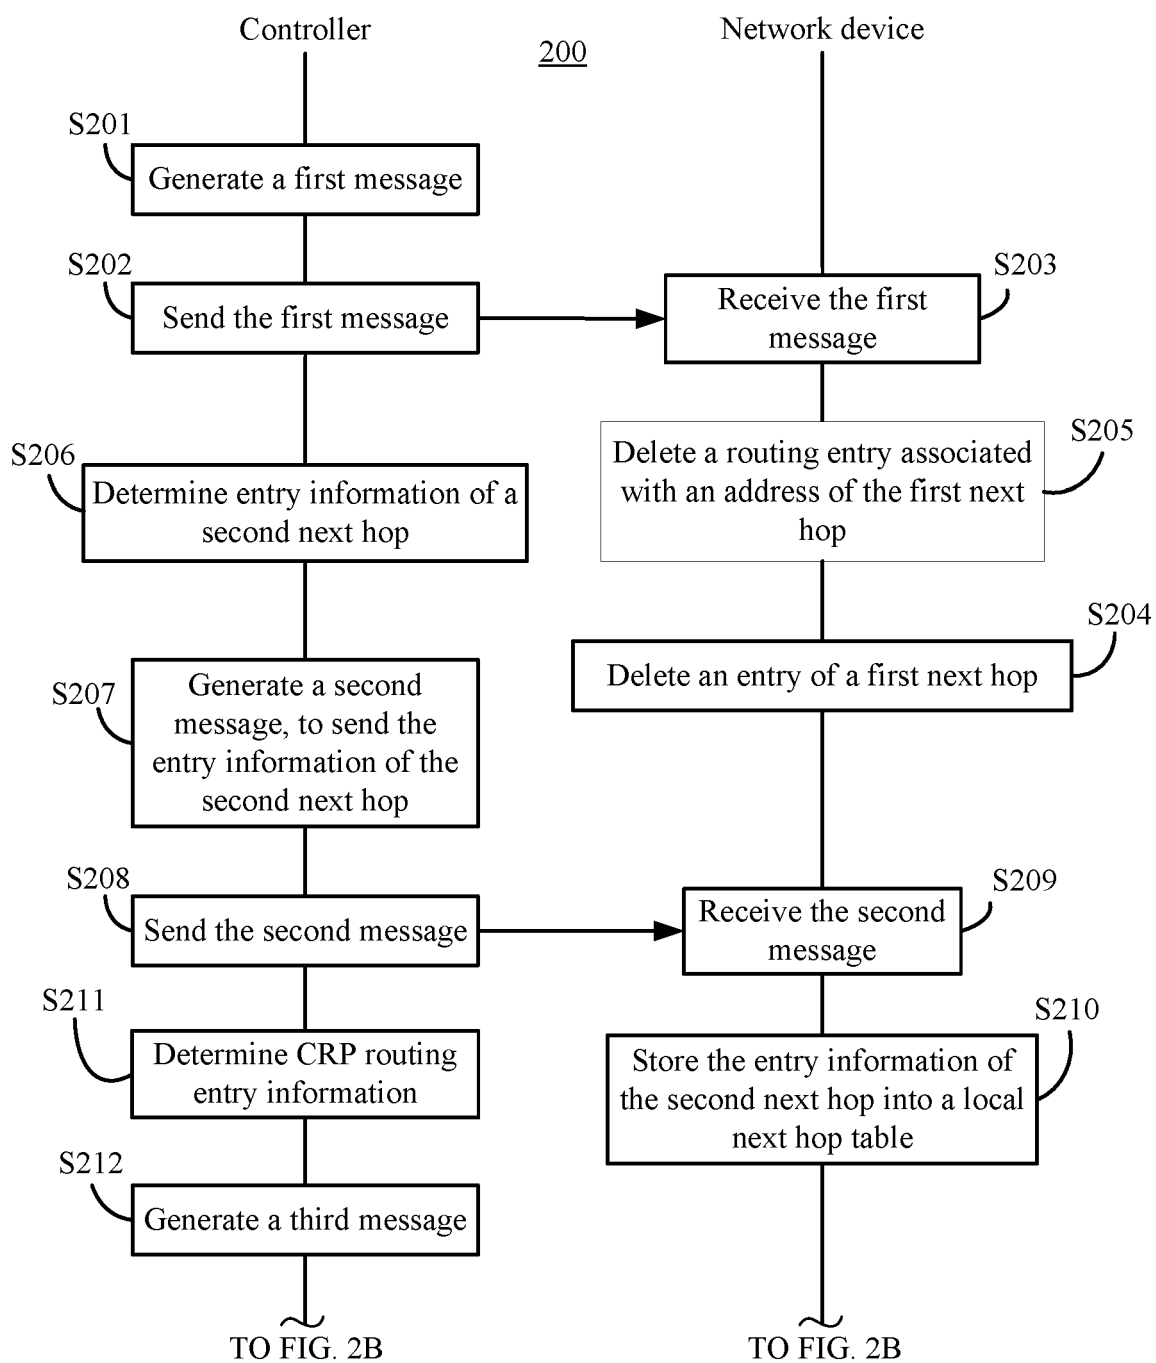 Controller
200
Network device
S201
Generate a first message
S202
Send the first message
S203
Receive the first
message
S205
Delete a routing entry associated
with an address of the first next
hop
S206
Determine entry information of a
second next hop
S204
Delete an entry of a first next hop
S207
Generate a second
message, to send the
entry information of the
second next hop
S208
Send the second message
S209
Receive the second
message
S211
Determine CRP routing
entry information
S210
Store the entry information of
the second next hop into a local
next hop table
S212
Generate a third message
TO FIG. 2B
TO FIG. 2B